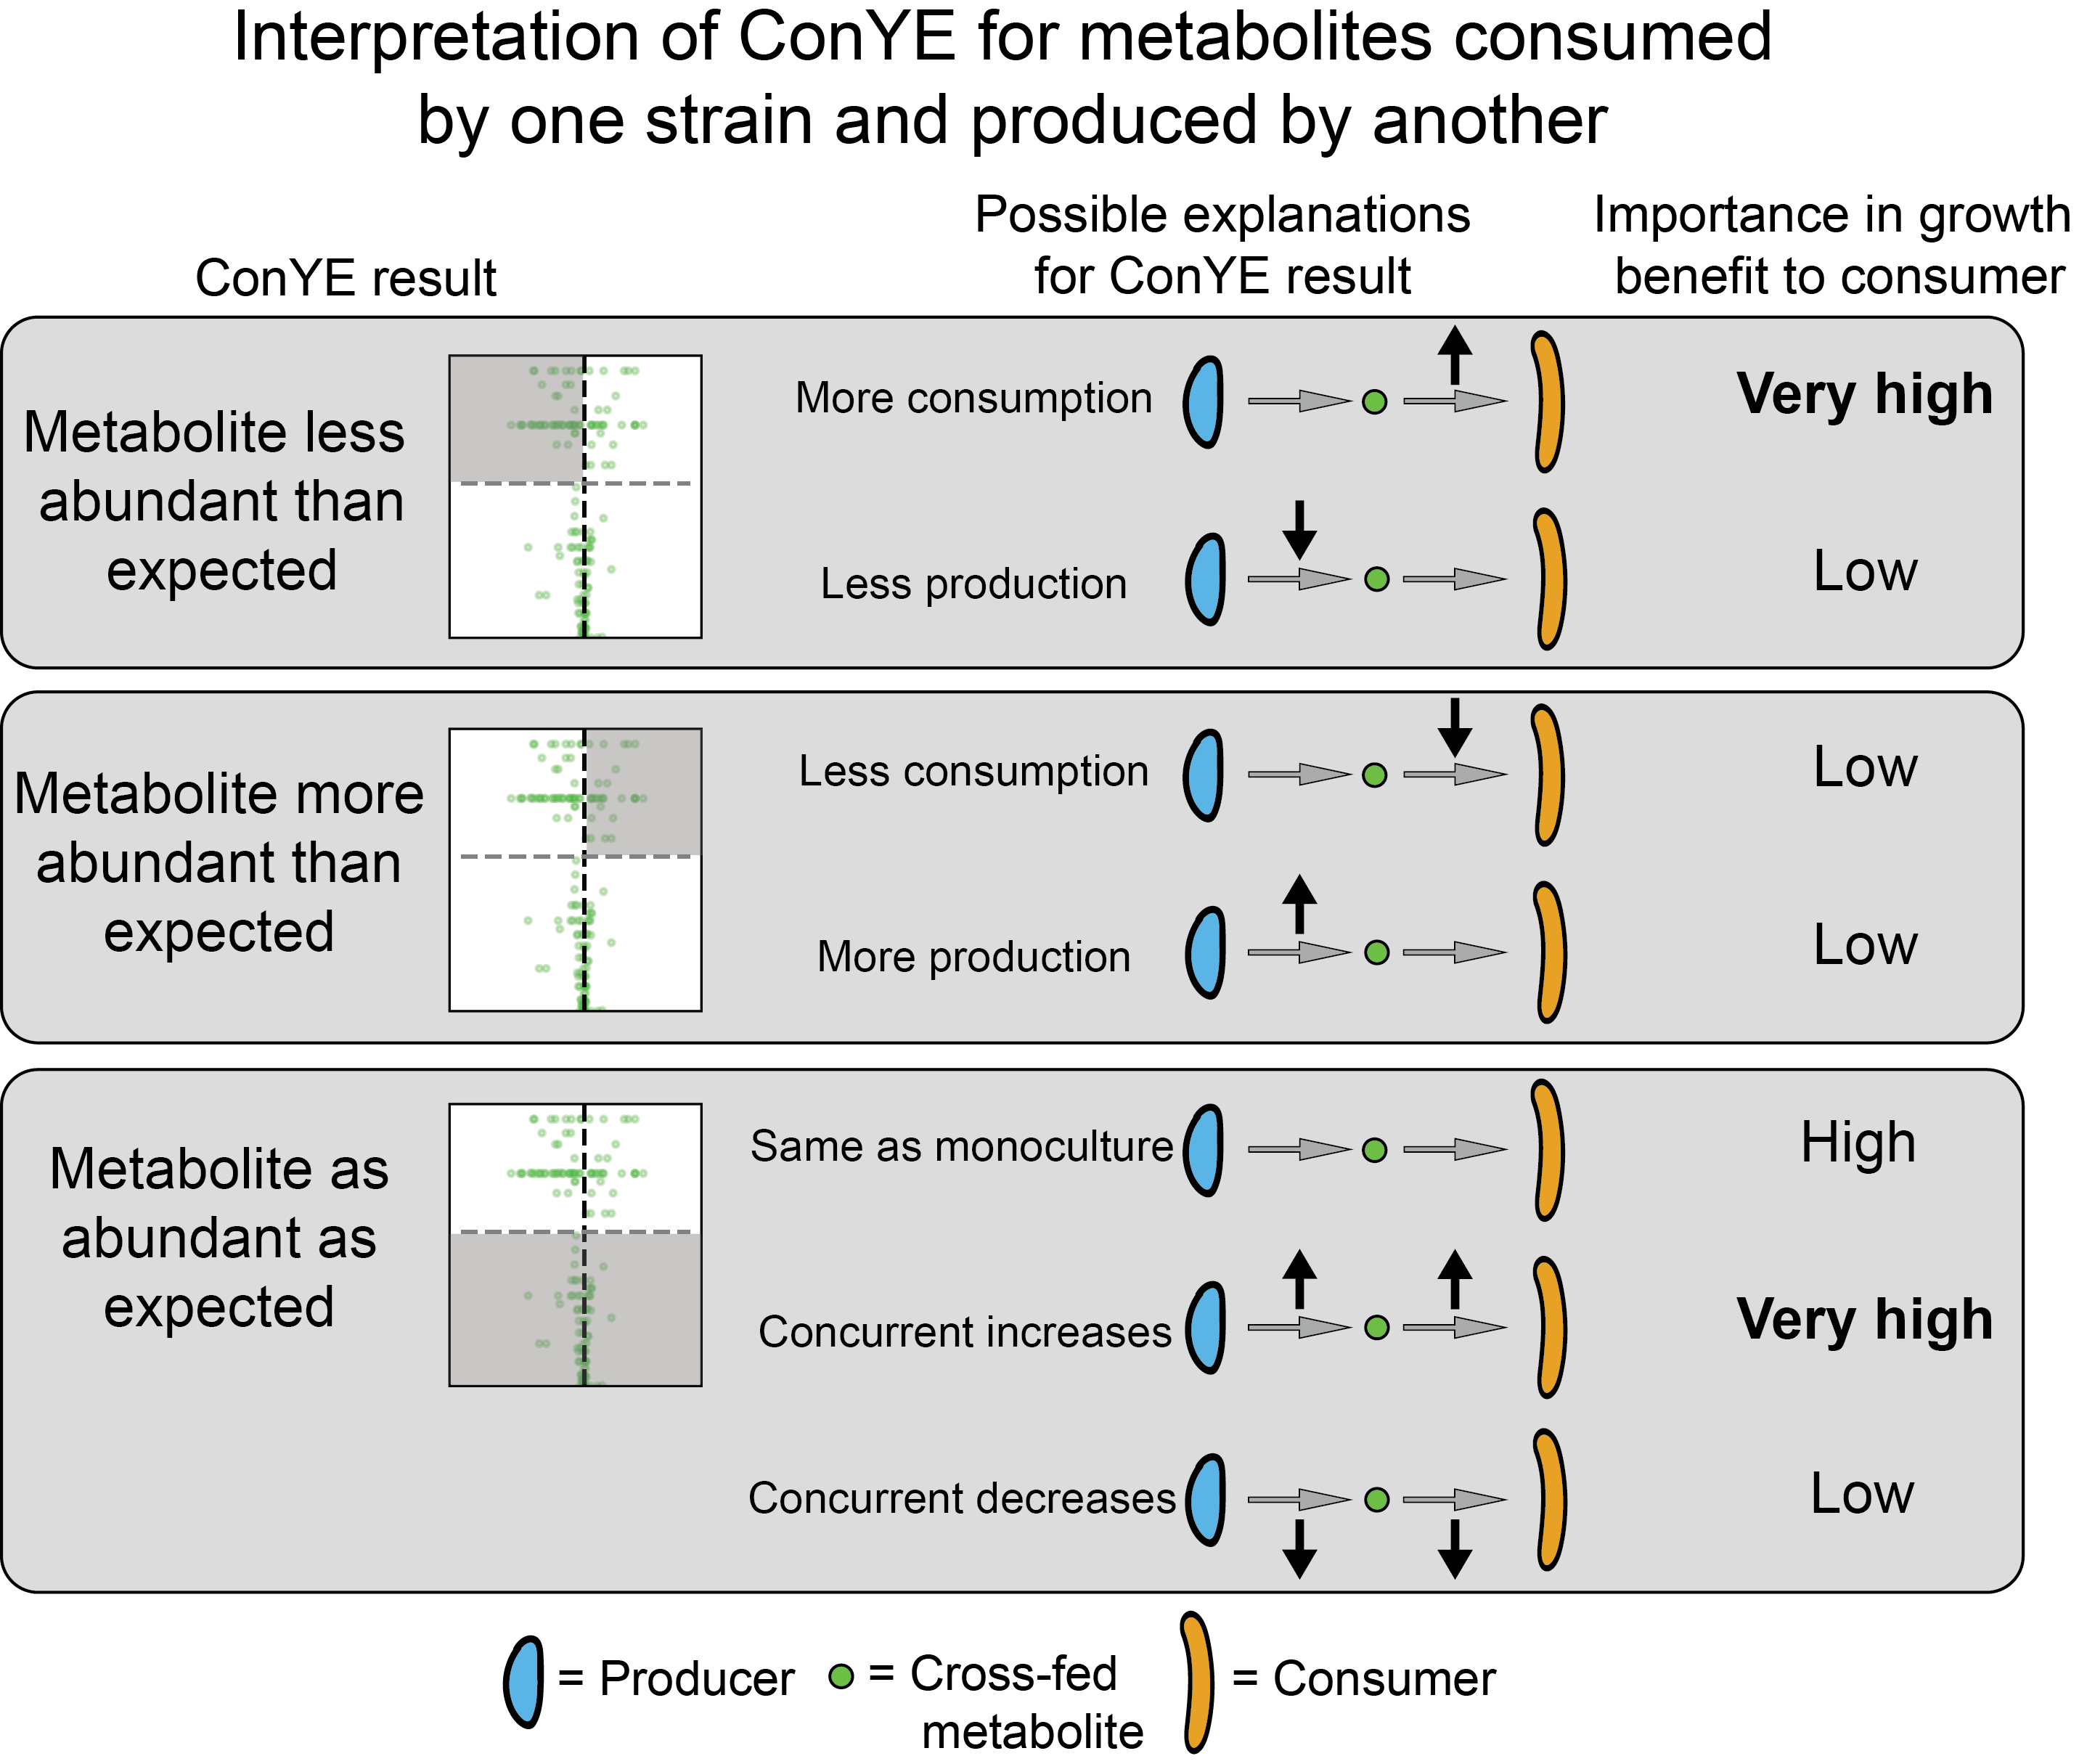 Interpretation of ConYE for metabolites consumed
by one strain and produced by another
ConYE result
Possible explanations
for ConYE result
Importance in growth
benefit to consumer
Metabolite less
abundant than
expected
More consumption
Very high
Less production
Low
Metabolite more
abundant than
expected
Less consumption
Low
More production
Low
Metabolite as
abundant as
expected
Same as monoculture
High
Concurrent increases
Very high
Concurrent decreases
Low
= Producer
= Cross-fed
metabolite
= Consumer